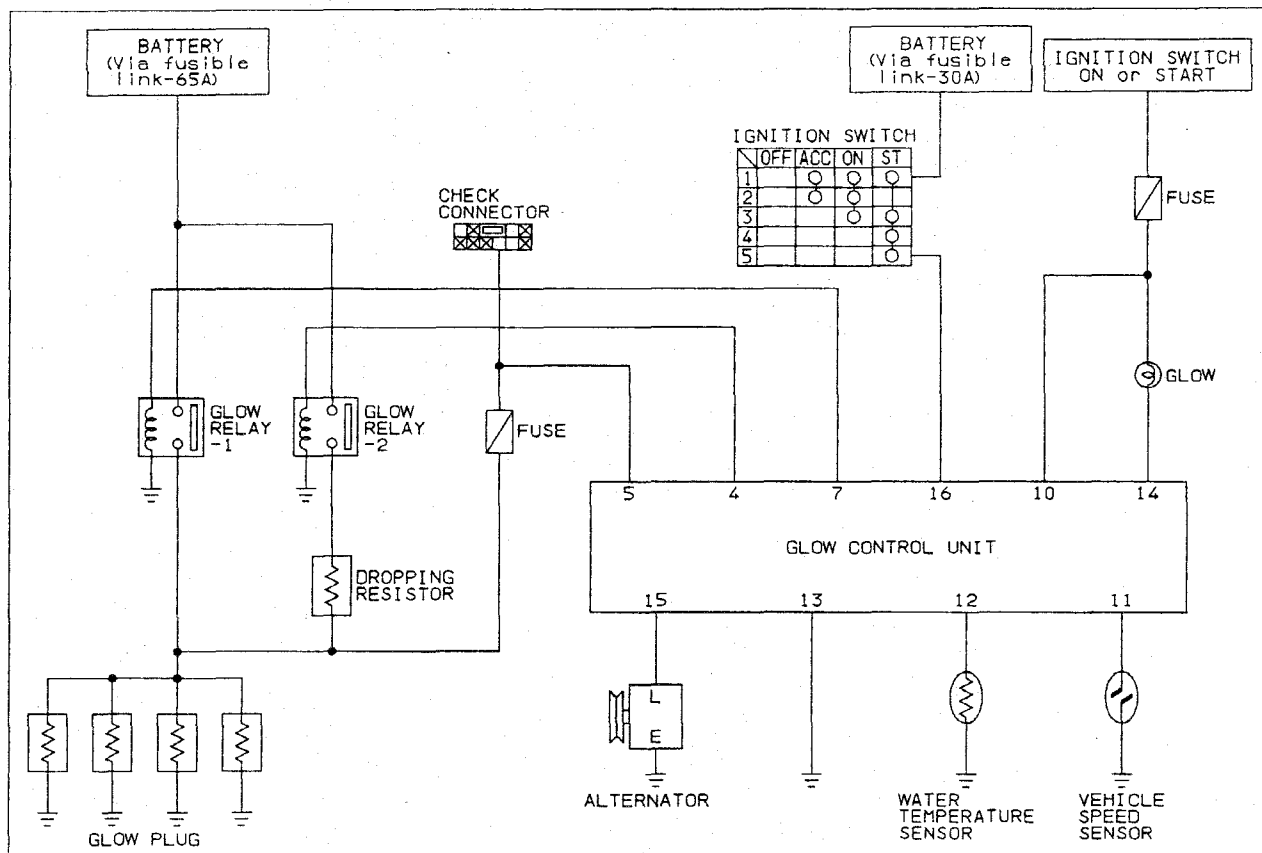 BATTERY
(Via fusible
link-65A)
BATTERY
(Via fusible
link-30A)
IGNITION SWITCH
ON or START
IGNITION SWITCH
OFF ACC ON ST
1
2
3
4
5
FUSE
CHECK
CONNECTOR
GLOW
RELAY
-1
GLOW
RELAY
-2
FUSE
GLOW
5 4 7 16 10 14
GLOW CONTROL UNIT
15 13 12 11
DROPPING
RESISTOR
L
E
GLOW PLUG
ALTERNATOR
WATER
TEMPERATURE
SENSOR
VEHICLE
SPEED
SENSOR